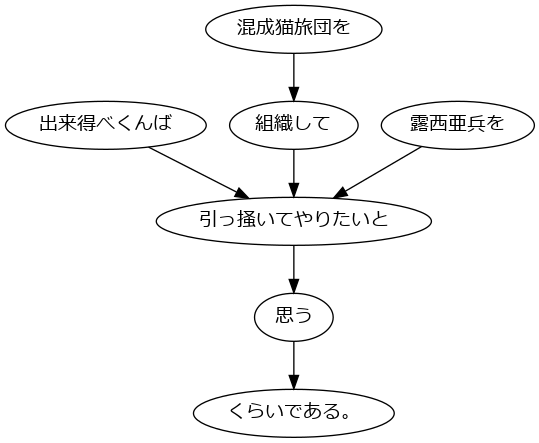 混成猫旅団を
出来得べくんば
組織して
露西亜兵を
引っ掻いてやりたいと
思う
くらいである。